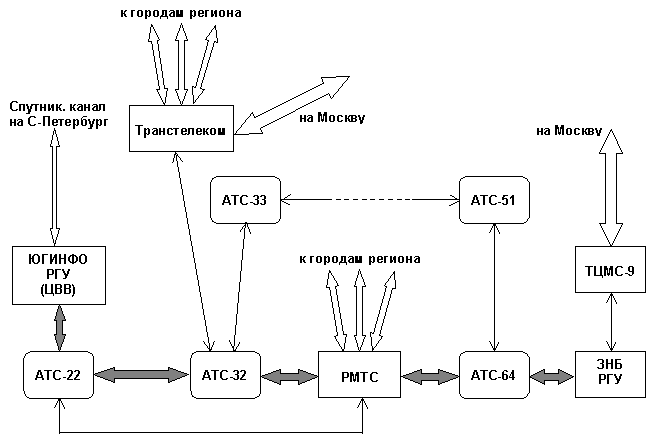 к городам региона
Спутник. канал
на С-Петербург
на Москву
Транстелеком
на Москву
АТС-33
АТС-51
ЮГИНФО
РГУ
(ЦВВ)
к городам региона
ТЦМС-9
АТС-22
АТС-32
РМТС
АТС-64
ЗНБ
РГУ